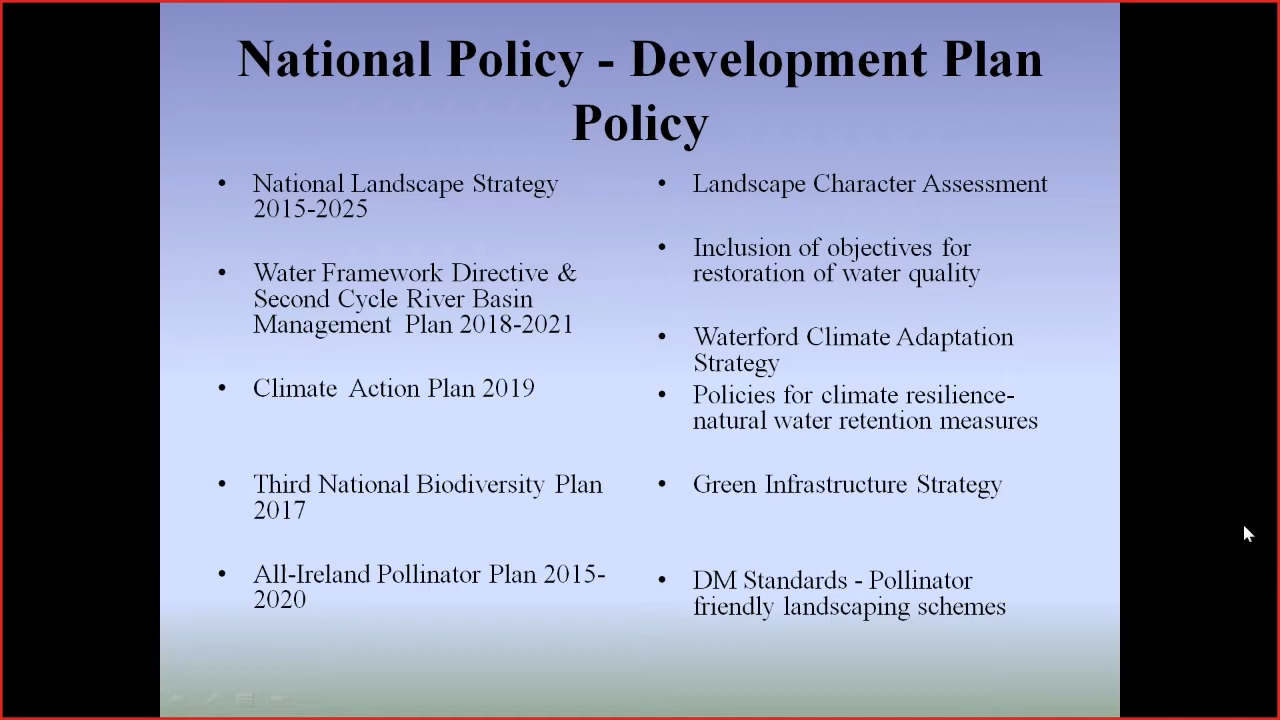 National Policy - Development Plan
Policy
• National Landscape Strategy
2015-2025
• Water Framework Directive &
Second Cycle River Basin
Management Plan 2018-2021
• Climate Action Plan 2019
• Third National Biodiversity Plan
2017
• All-Ireland Pollinator Plan 2015-
2020
• Landscape Character Assessment
• Inclusion of objectives for
restoration of water quality
• Waterford Climate Adaptation
Strategy
• Policies for climate resilience-
natural water retention measures
• Green Infrastructure Strategy
• DM Standards - Pollinator
friendly landscaping schemes